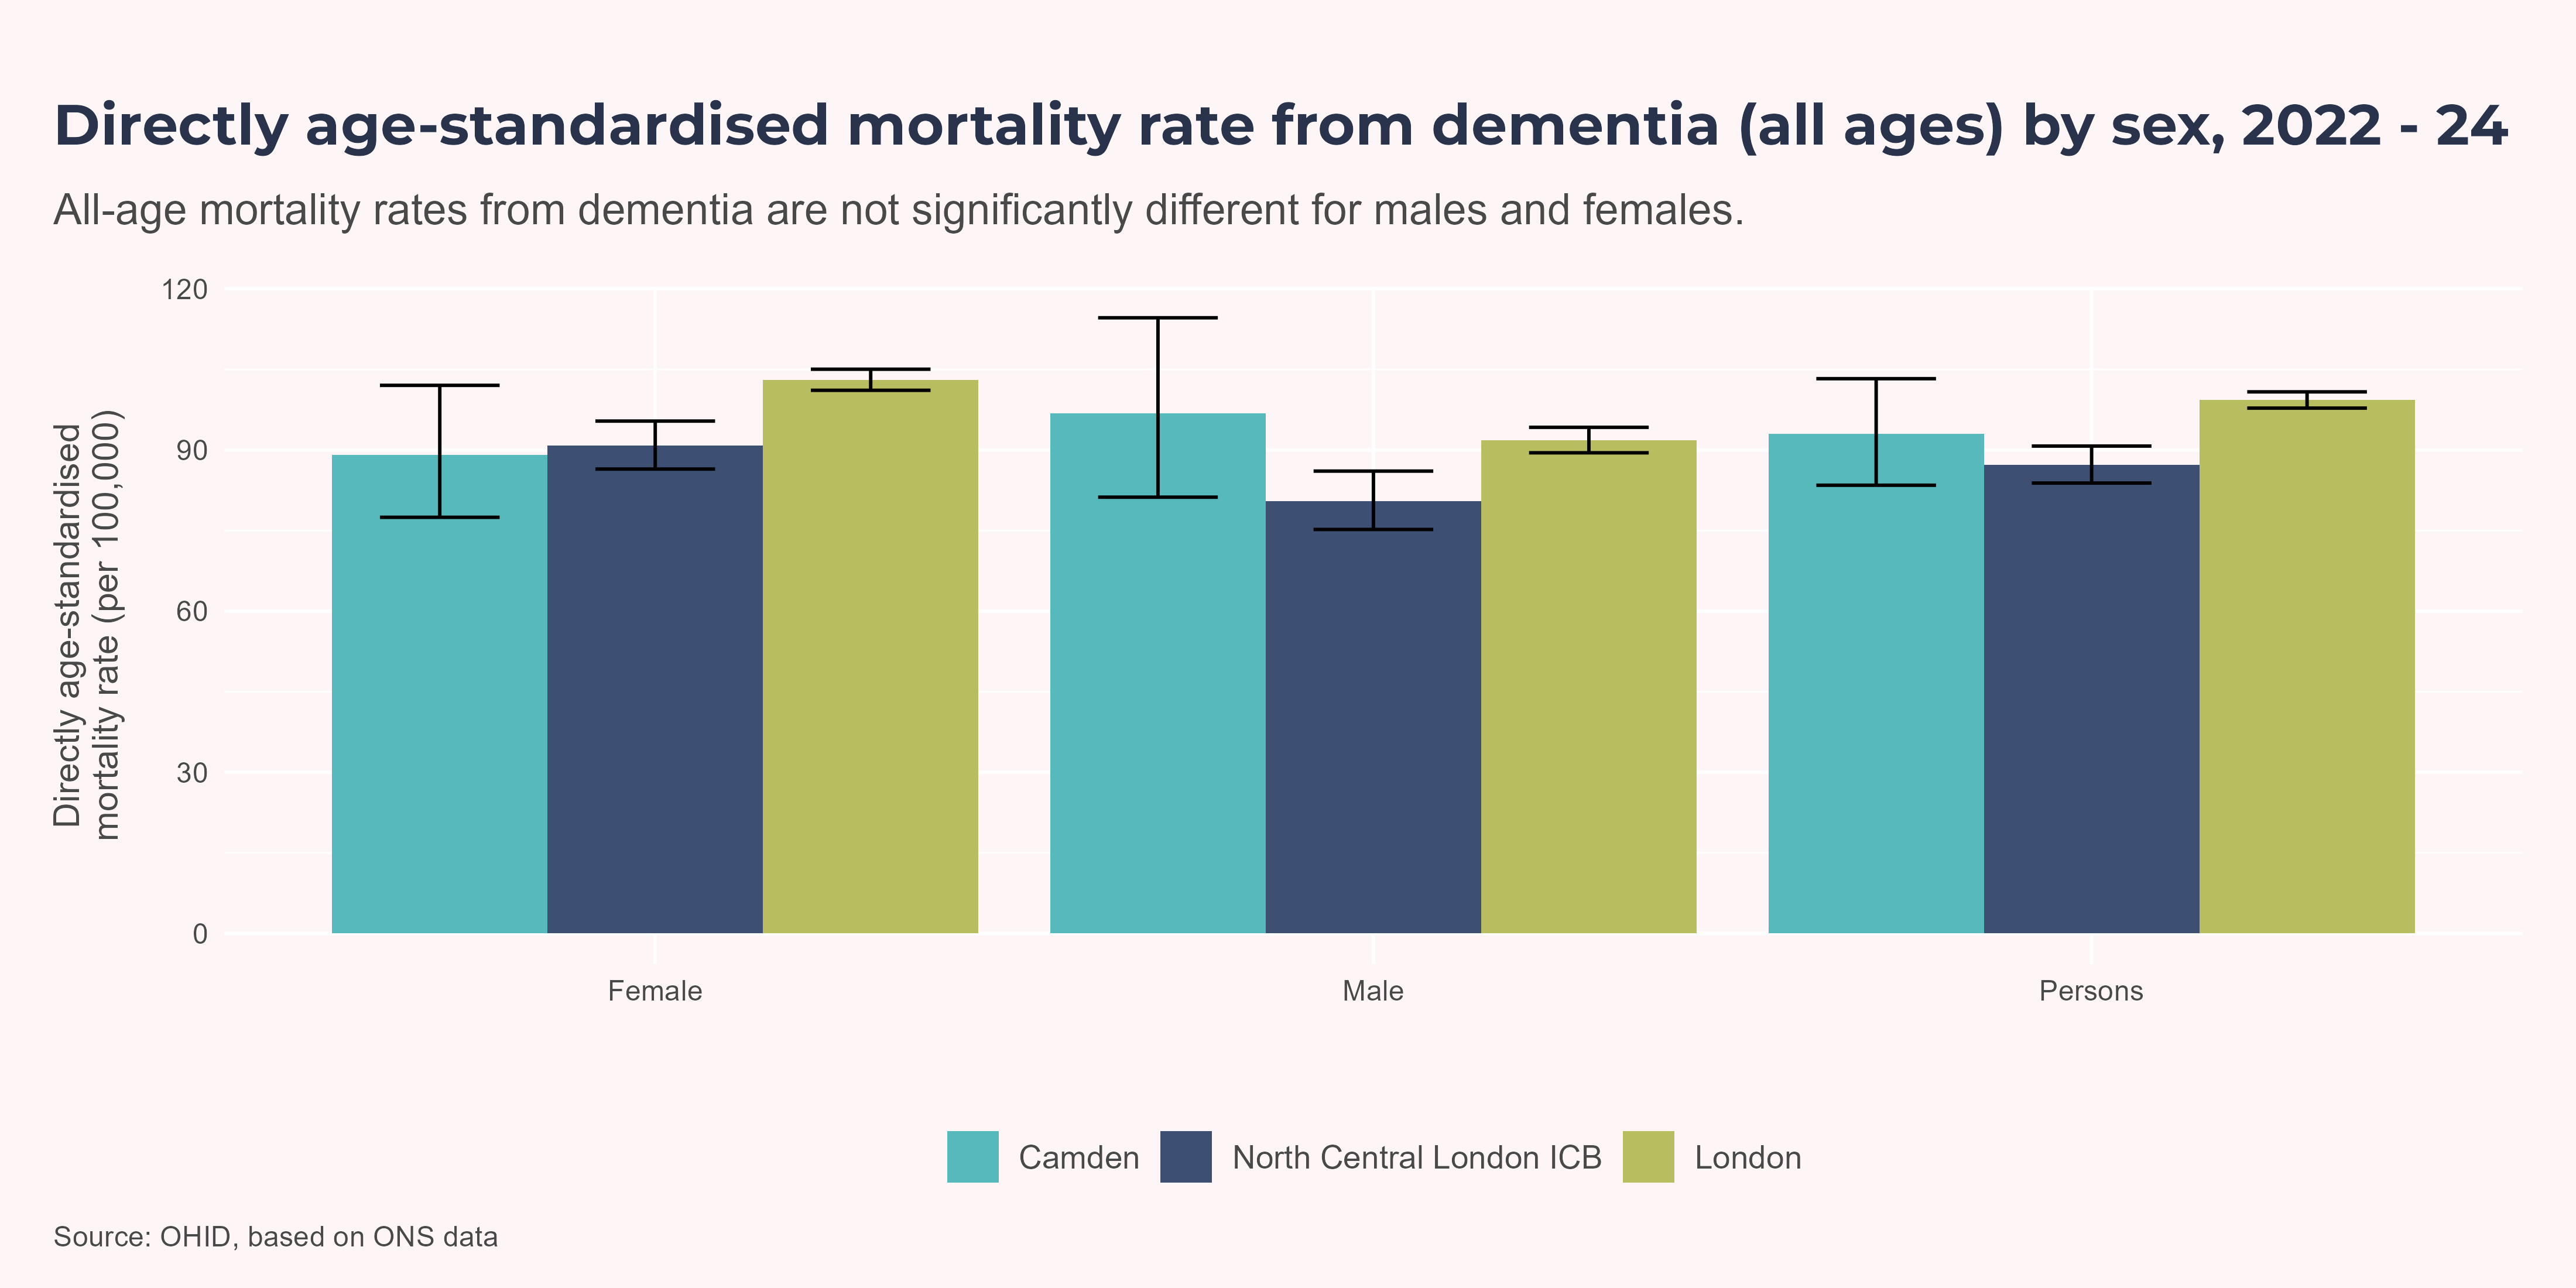 Directly age-standardised mortality rate from dementia (all ages) by sex, 2022 - 24
All-age mortality rates from dementia are not significantly different for males and females.
Directly age-standardised
mortality rate (per 100,000)
120
90
60
30
0
Female
Male
Persons
Camden
North Central London ICB
London
Source: OHID, based on ONS data